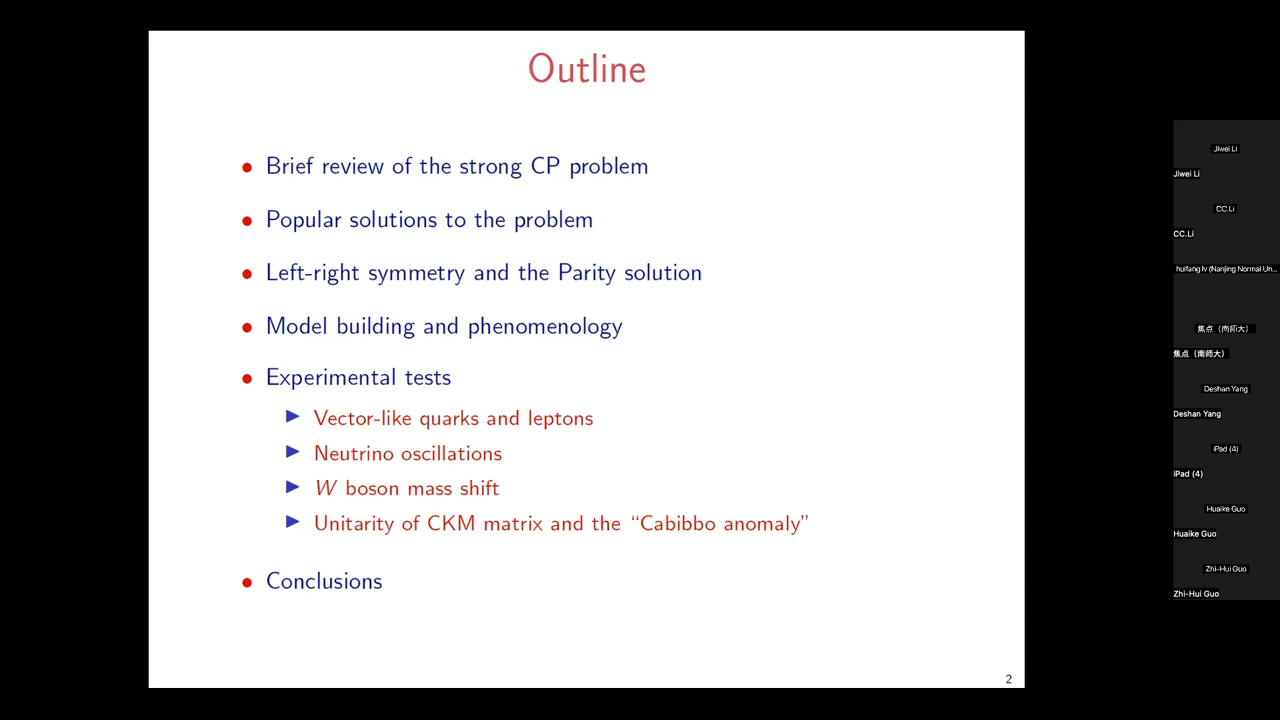 Outline
• Brief review of the strong CP problem
• Popular solutions to the problem
• Left-right symmetry and the Parity solution
• Model building and phenomenology
• Experimental tests
▶ Vector-like quarks and leptons
▶ Neutrino oscillations
▶ W boson mass shift
▶ Unitarity of CKM matrix and the “Cabibbo anomaly”
• Conclusions
2
Jiwei Li
Jiwei Li
CC.Li
CC.Li
huifang lv (Nanjing Normal Un...
焦点（南师大）
焦点（南师大）
Deshan Yang
Deshan Yang
iPad (4)
iPad (4)
Huaike Guo
Huaike Guo
Zhi-Hui Guo
Zhi-Hui Guo